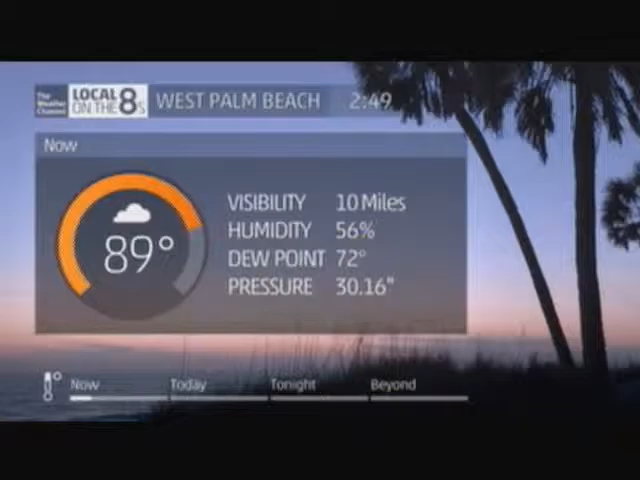 The Weather Channel
LOCAL ON THE 8s
WEST PALM BEACH 2:49
Now
89°
VISIBILITY 10 Miles
HUMIDITY 56%
DEW POINT 72°
PRESSURE 30.16"
Now Today Tonight Beyond